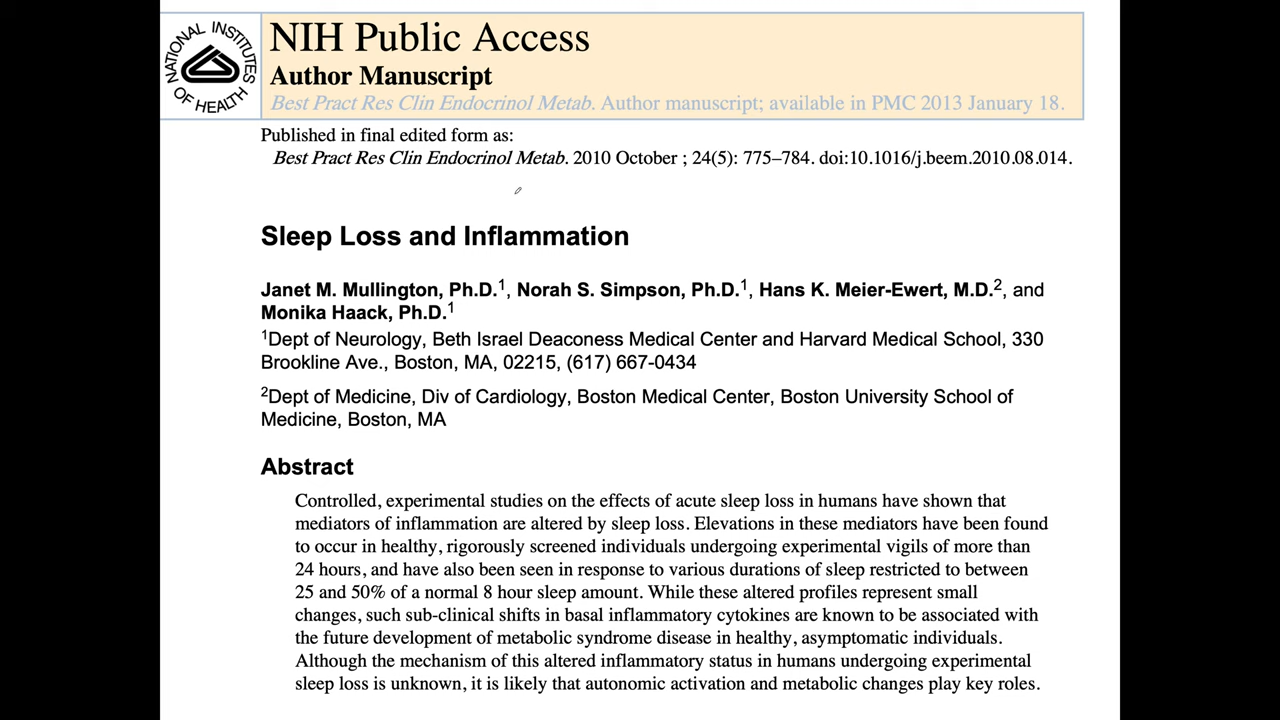 NATIONAL INSTITUTES OF HEALTH
NIH Public Access
Author Manuscript
Best Pract Res Clin Endocrinol Metab. Author manuscript; available in PMC 2013 January 18.
Published in final edited form as:
Best Pract Res Clin Endocrinol Metab. 2010 October ; 24(5): 775–784. doi:10.1016/j.beem.2010.08.014.
Sleep Loss and Inflammation
Janet M. Mullington, Ph.D.1, Norah S. Simpson, Ph.D.1, Hans K. Meier-Ewert, M.D.2, and
Monika Haack, Ph.D.1
1Dept of Neurology, Beth Israel Deaconess Medical Center and Harvard Medical School, 330
Brookline Ave., Boston, MA, 02215, (617) 667-0434
2Dept of Medicine, Div of Cardiology, Boston Medical Center, Boston University School of
Medicine, Boston, MA
Abstract
Controlled, experimental studies on the effects of acute sleep loss in humans have shown that
mediators of inflammation are altered by sleep loss. Elevations in these mediators have been found
to occur in healthy, rigorously screened individuals undergoing experimental vigils of more than
24 hours, and have also been seen in response to various durations of sleep restricted to between
25 and 50% of a normal 8 hour sleep amount. While these altered profiles represent small
changes, such sub-clinical shifts in basal inflammatory cytokines are known to be associated with
the future development of metabolic syndrome disease in healthy, asymptomatic individuals.
Although the mechanism of this altered inflammatory status in humans undergoing experimental
sleep loss is unknown, it is likely that autonomic activation and metabolic changes play key roles.